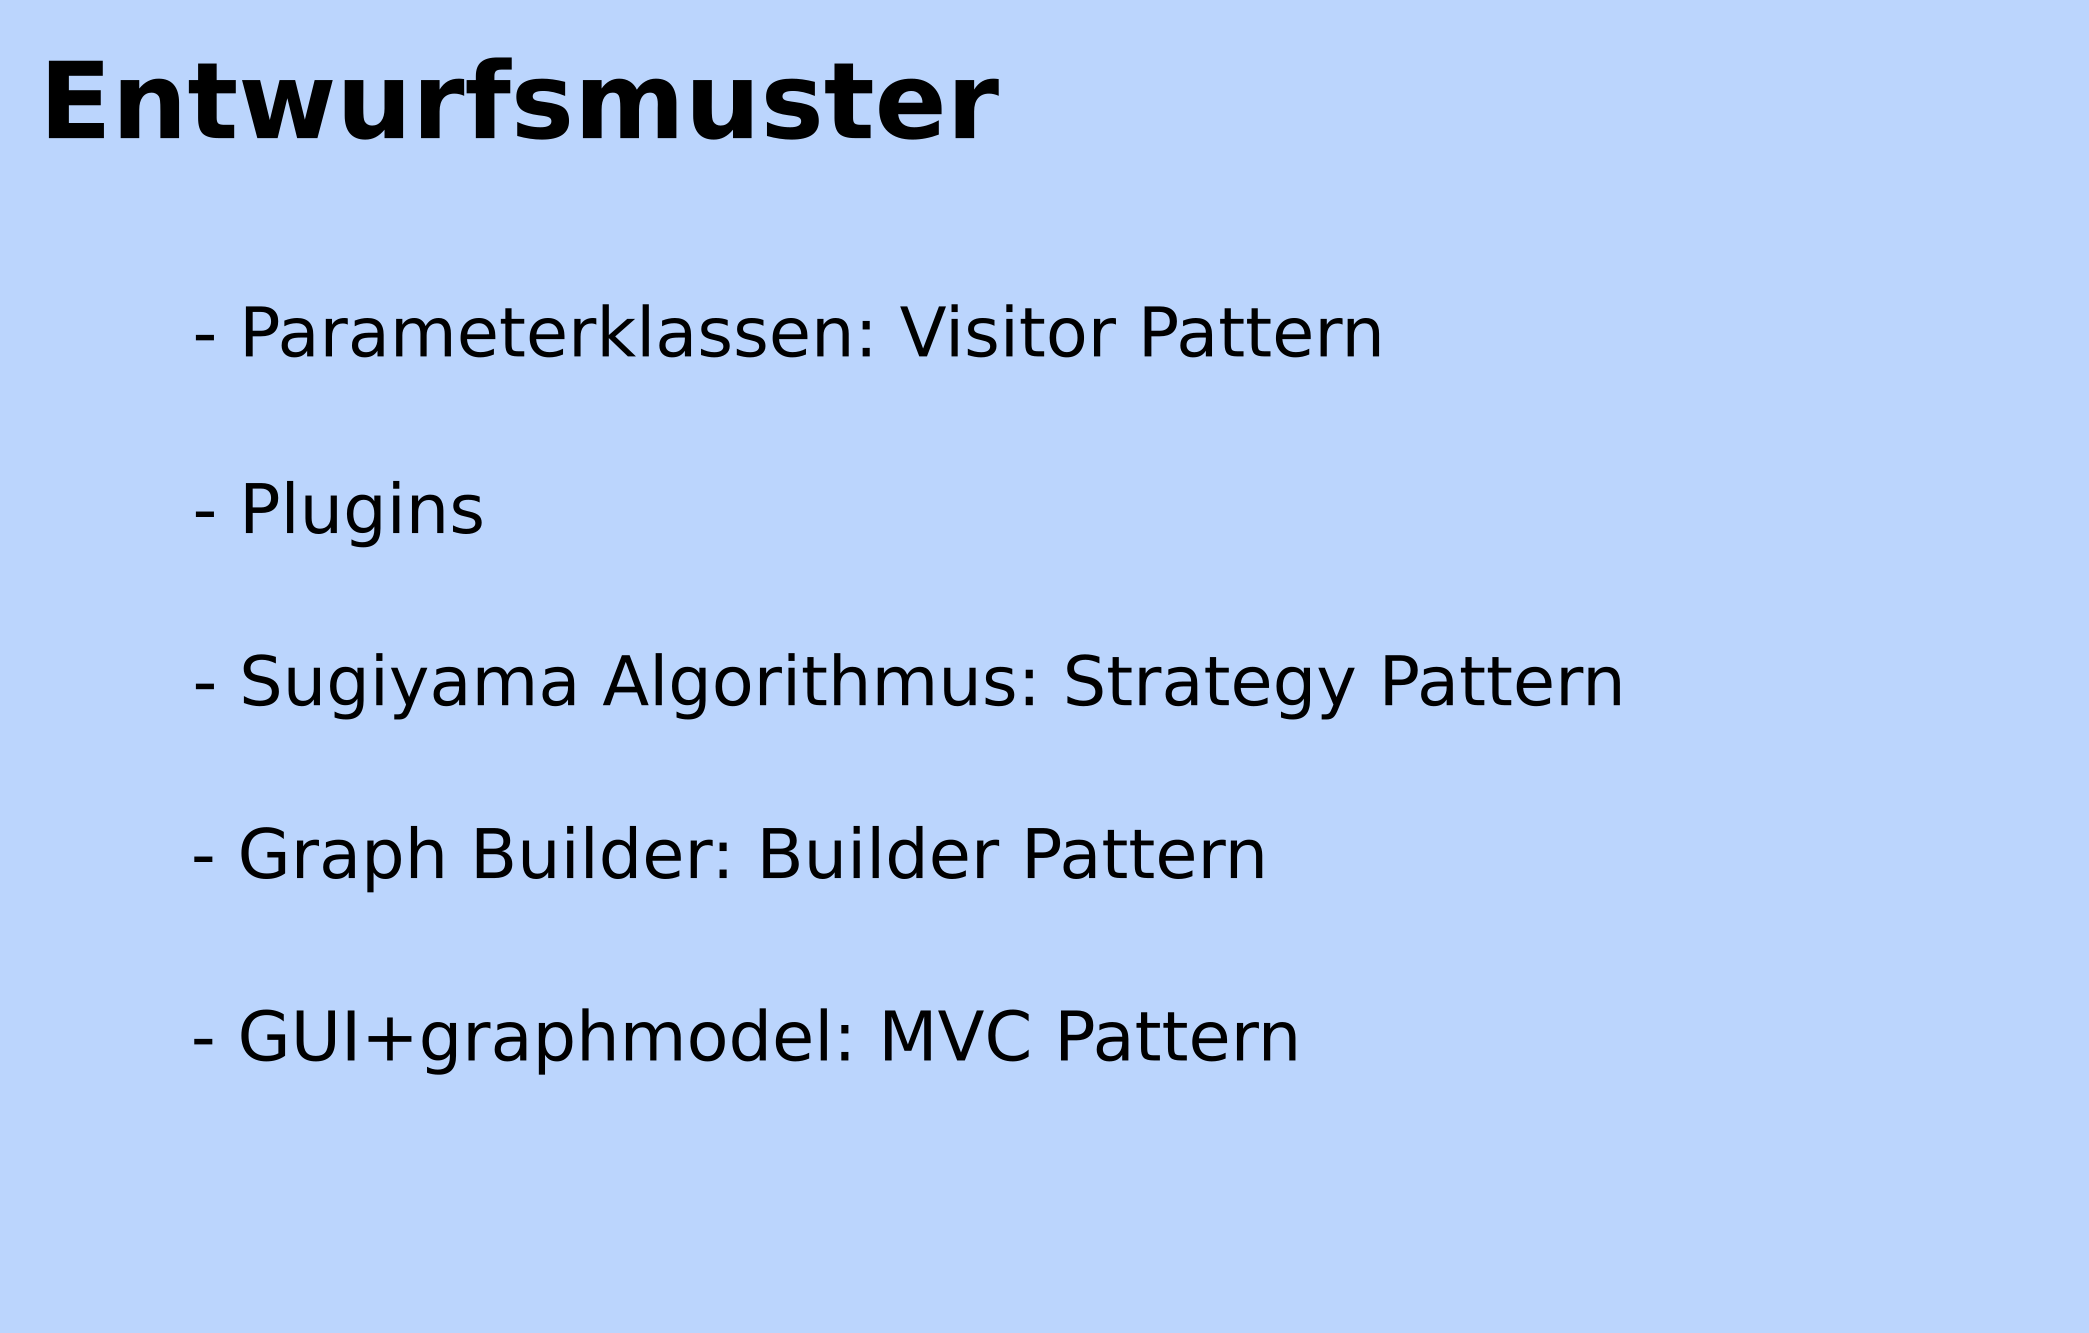 Entwurfsmuster
- Parameterklassen: Visitor Pattern
- Plugins
- Sugiyama Algorithmus: Strategy Pattern
- Graph Builder: Builder Pattern
- GUI+graphmodel: MVC Pattern